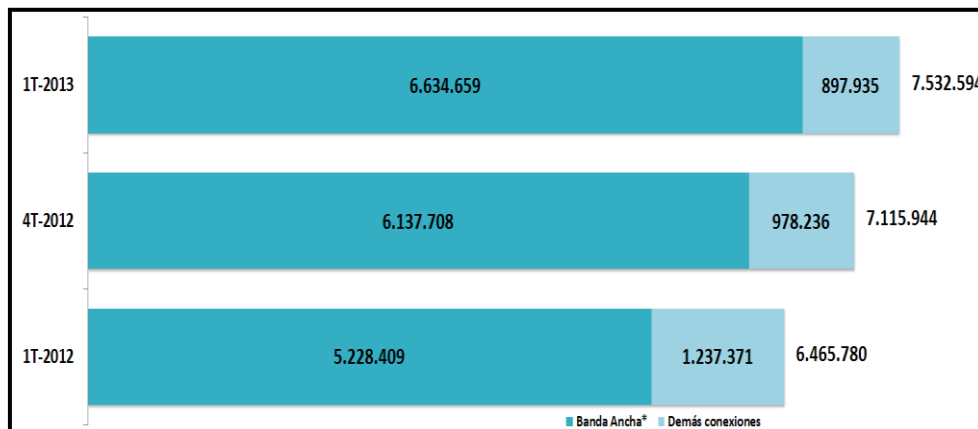 1T-2013 6.634.659 897.935 7.532.594
4T-2012 6.137.708 978.236 7.115.944
1T-2012 5.228.409 1.237.371 6.465.780
Banda Ancha* Demás conexiones